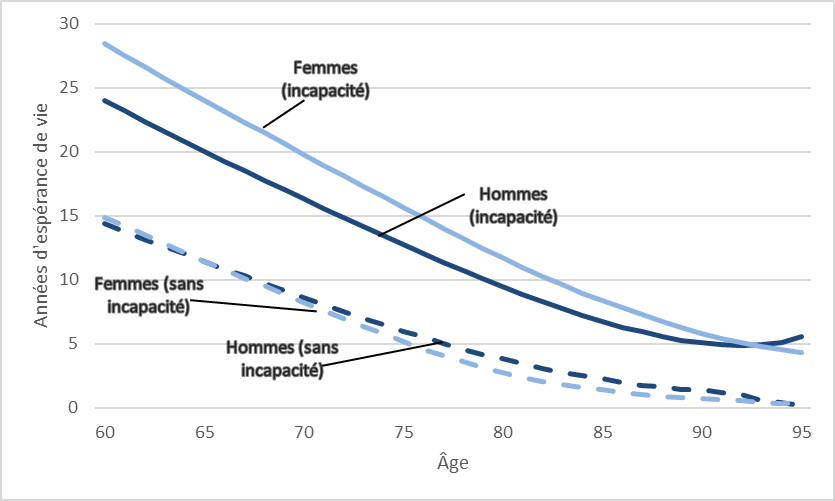 30
25
20
15
10
5
0
Années d'espérance de vie
Femmes
(incapacité)
Hommes
(incapacité)
Femmes (sans
incapacité)
Hommes (sans
incapacité)
60 65 70 75 80 85 90 95
Âge